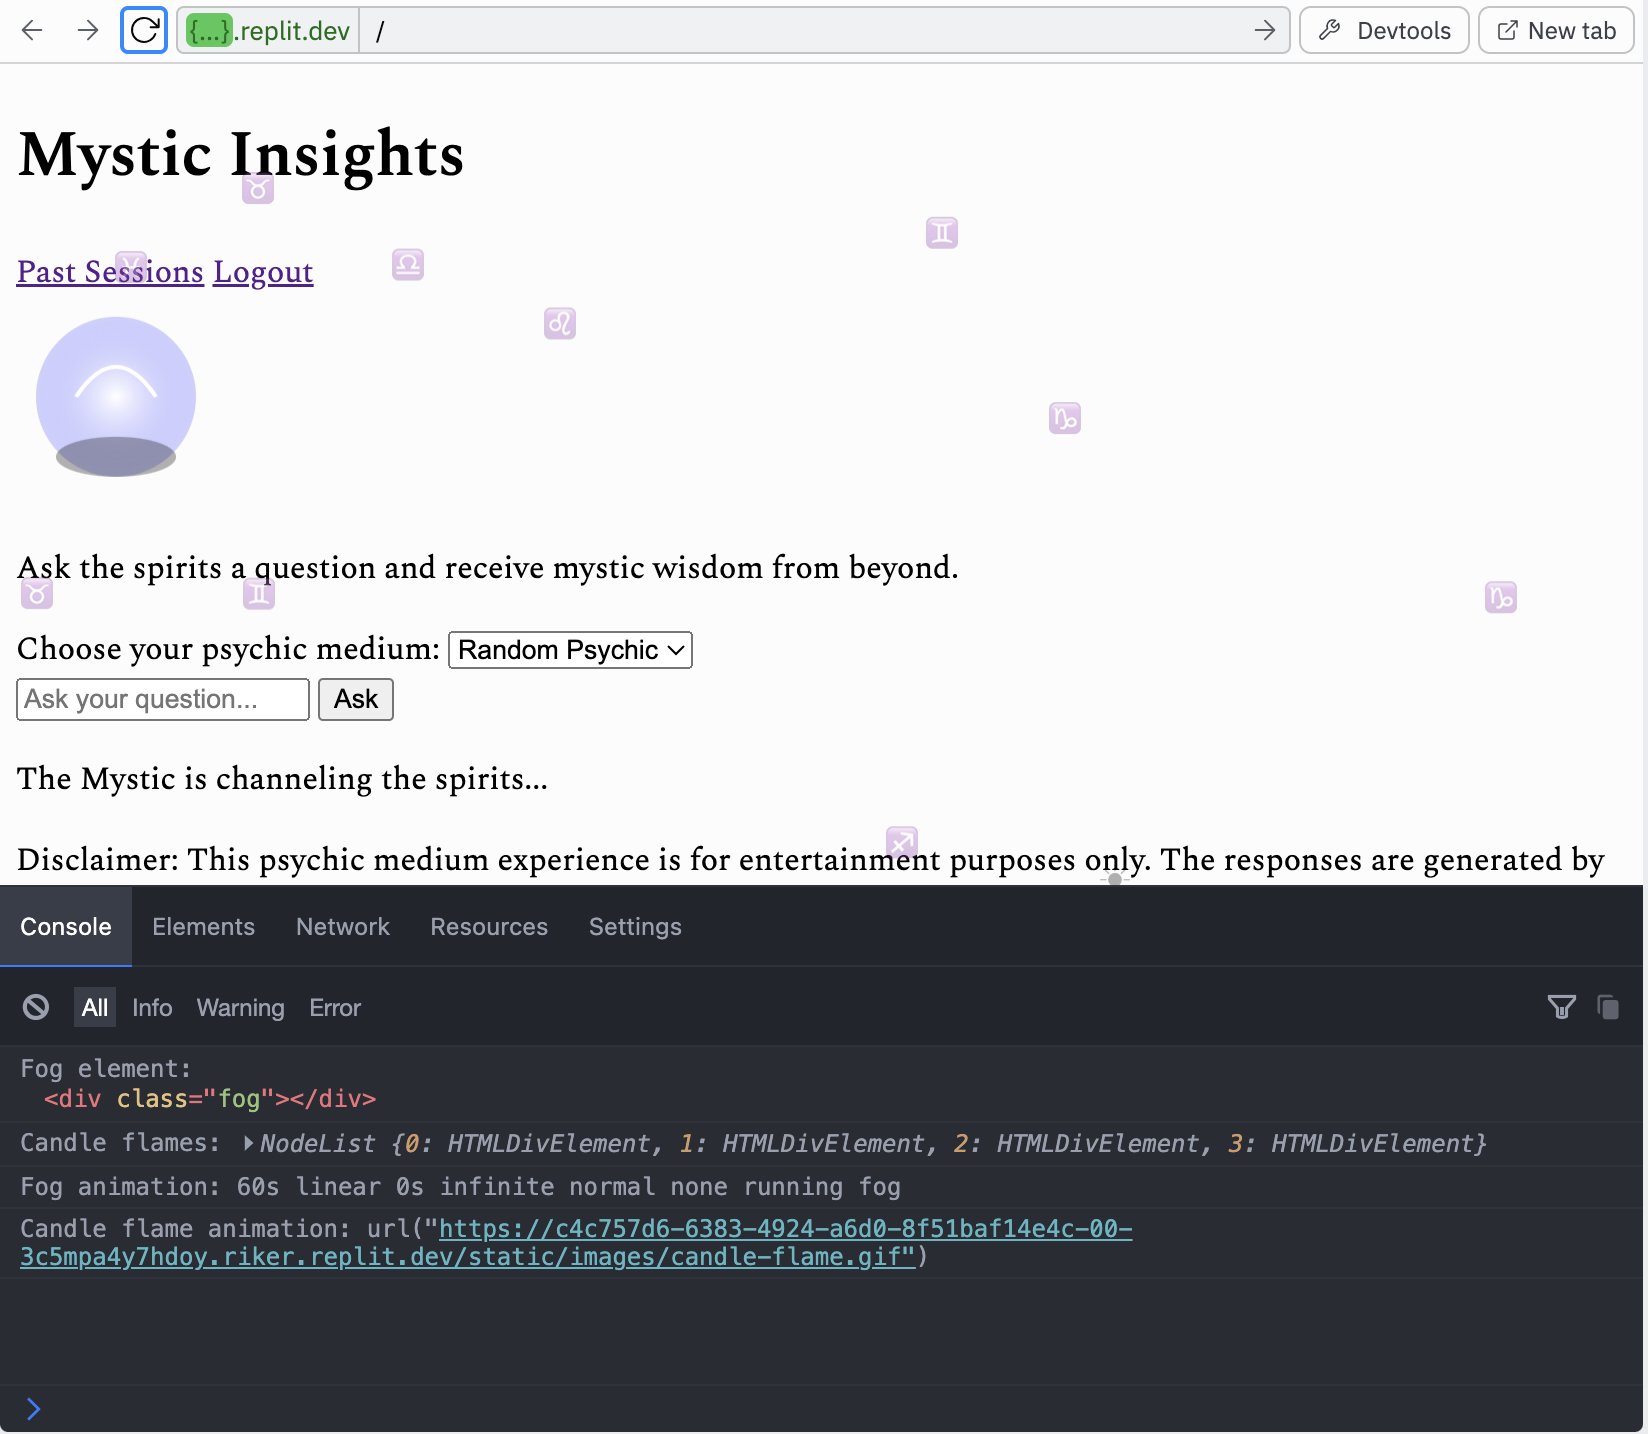 {...}.replit.dev / Devtools New tab
Mystic Insights
♉
♊
Past Sessions Logout
♓ ♎
♌
♑
Ask the spirits a question and receive mystic wisdom from beyond.
♉ ♊ ♑
Choose your psychic medium: Random Psychic
Ask your question... Ask
The Mystic is channeling the spirits...
♐
Disclaimer: This psychic medium experience is for entertainment purposes only. The responses are generated by
Console Elements Network Resources Settings
All Info Warning Error
Fog element:
<div class="fog"></div>
Candle flames: NodeList {0: HTMLDivElement, 1: HTMLDivElement, 2: HTMLDivElement, 3: HTMLDivElement}
Fog animation: 60s linear 0s infinite normal none running fog
Candle flame animation: url("https://c4c757d6-6383-4924-a6d0-8f51baf14e4c-00-
3c5mpa4y7hdoy.riker.replit.dev/static/images/candle-flame.gif")